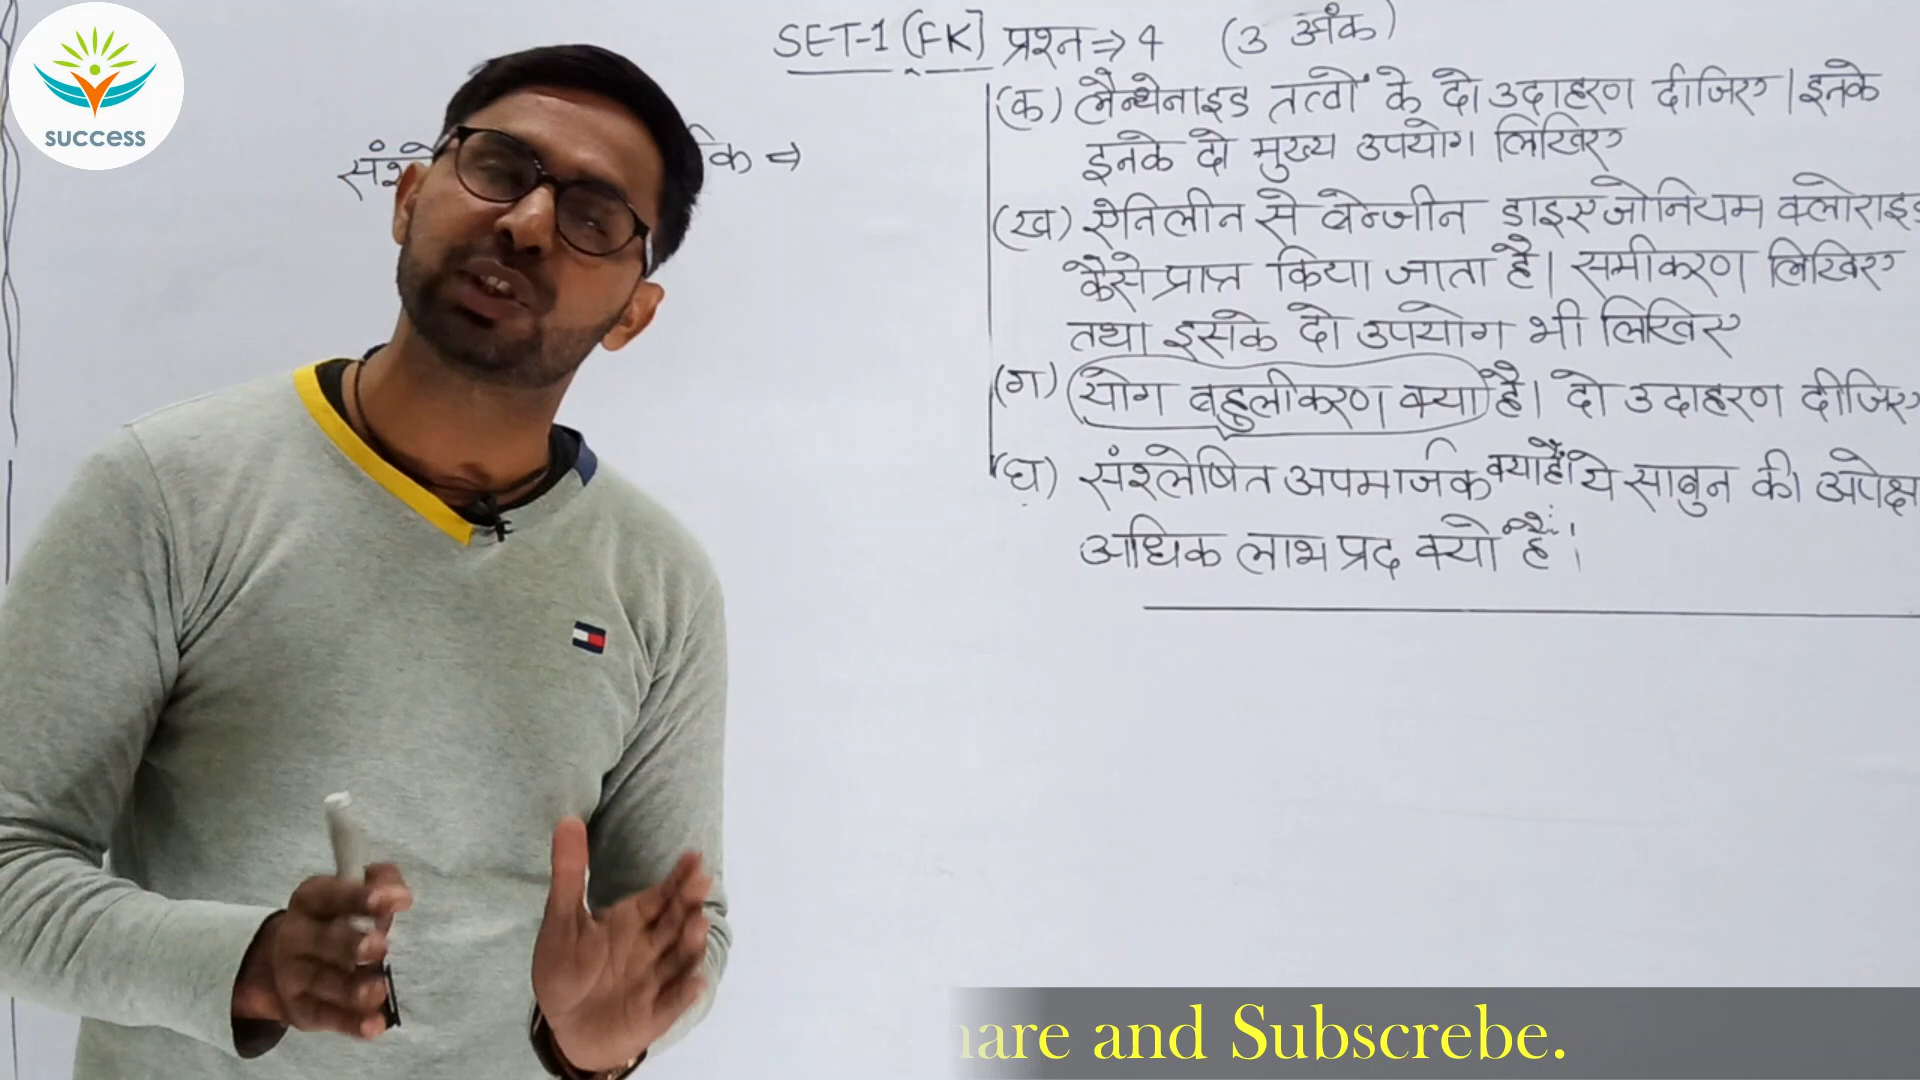 success
SET-1 (FK] प्रश्न⇒4 (3 अंक)
(क) लैन्थेनाइड तत्वों के दो उदाहरण दीजिए। इनके
इनके दो मुख्य उपयोग लिखिए
(ख) ऐनिलीन से बेन्जीन डाइएजोनियम क्लोराइड
कैसे प्राप्त किया जाता है। समीकरण लिखिए
तथा इसके दो उपयोग भी लिखिए
(ग) योग बहुलीकरण क्या है। दो उदाहरण दीजिए
(घ) संश्लेषित अपमार्जक क्या हैं। ये साबुन की अपेक्षा
अधिक लाभप्रद क्यों हैं।
hare and Subscrebe.